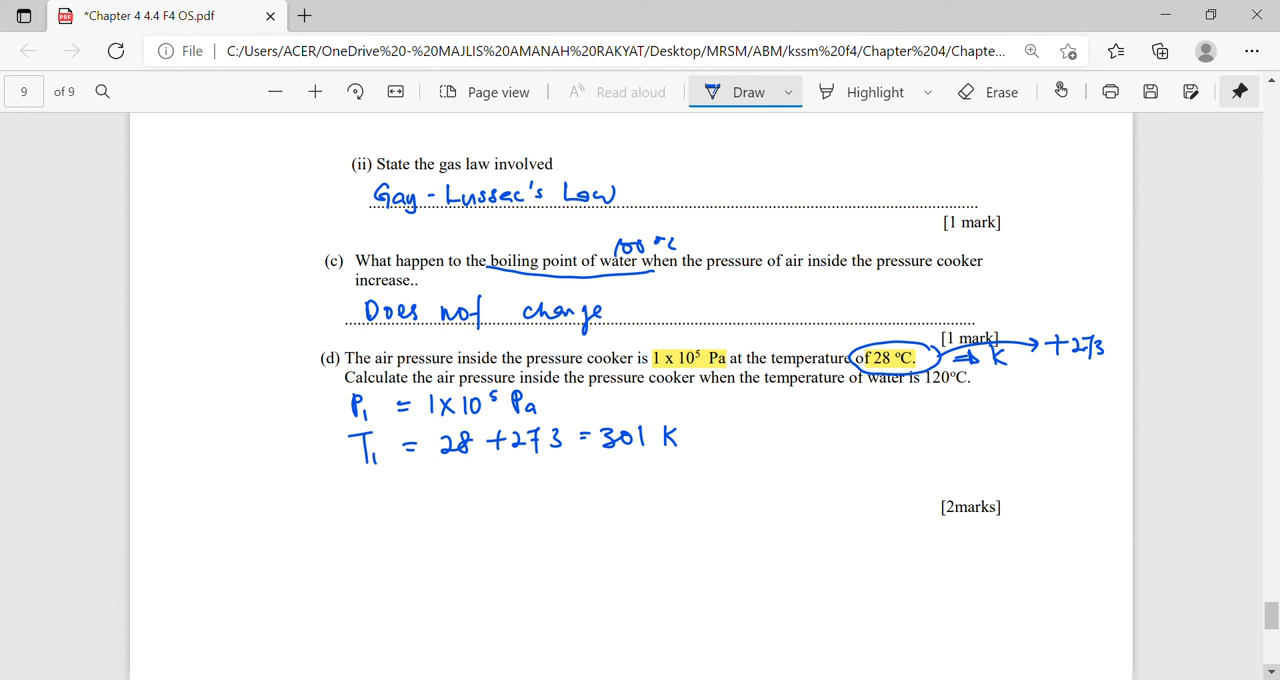 *Chapter 4 4.4 F4 OS.pdf
File C:/Users/ACER/OneDrive%20-%20MAJLIS%20AMANAH%20RAKYAT/Desktop/MRSM/ABM/kssm%20f4/Chapter%204/Chapte...
9 of 9 Page view Read aloud Draw Highlight Erase
(ii) State the gas law involved
Gay - Lussac's Law
[1 mark]
100 °C
(c) What happen to the boiling point of water when the pressure of air inside the pressure cooker
increase..
Does not change
[1 mark]
(d) The air pressure inside the pressure cooker is 1 x 10⁵ Pa at the temperature of 28 °C. ⇒ K → +273
Calculate the air pressure inside the pressure cooker when the temperature of water is 120°C.
P₁ = 1 X 10⁵ Pa
T₁ = 28 + 273 = 301 K
[2marks]